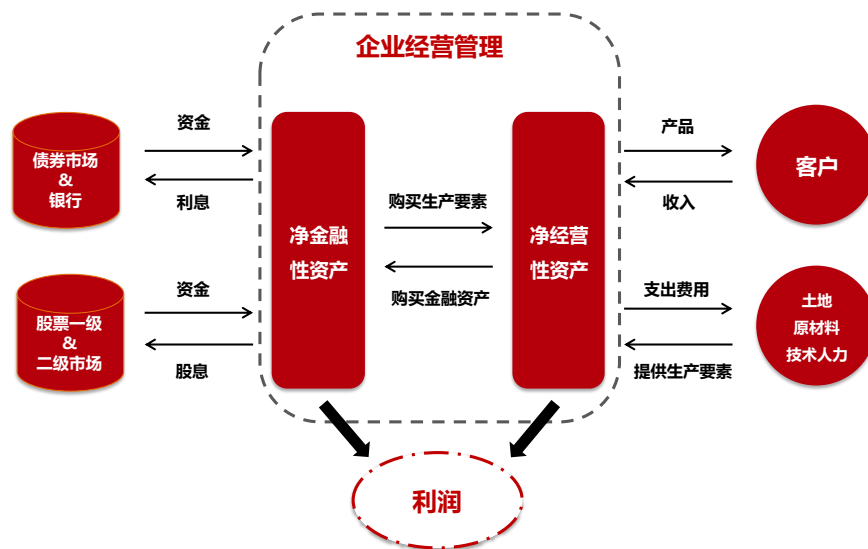 企业经营管理
债券市场
&
银行
资金
利息
股票一级
&
二级市场
资金
股息
净金融
性资产
购买生产要素
购买金融资产
净经营
性资产
产品
收入
客户
支出费用
提供生产要素
土地
原材料
技术人力
利润